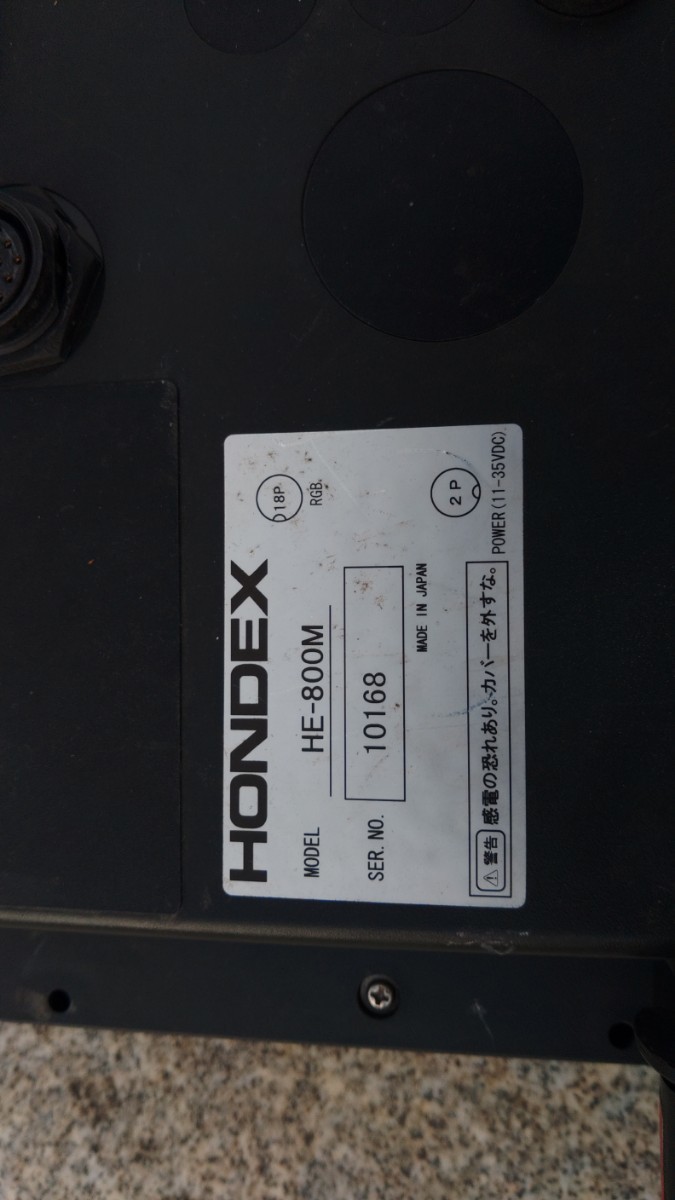 HONDEX
MODEL HE-800M
SER. NO. 10168
MADE IN JAPAN
⚠警告 感電の恐れあり。カバーを外すな。
18P
RGB.
2P
POWER(11-35VDC)